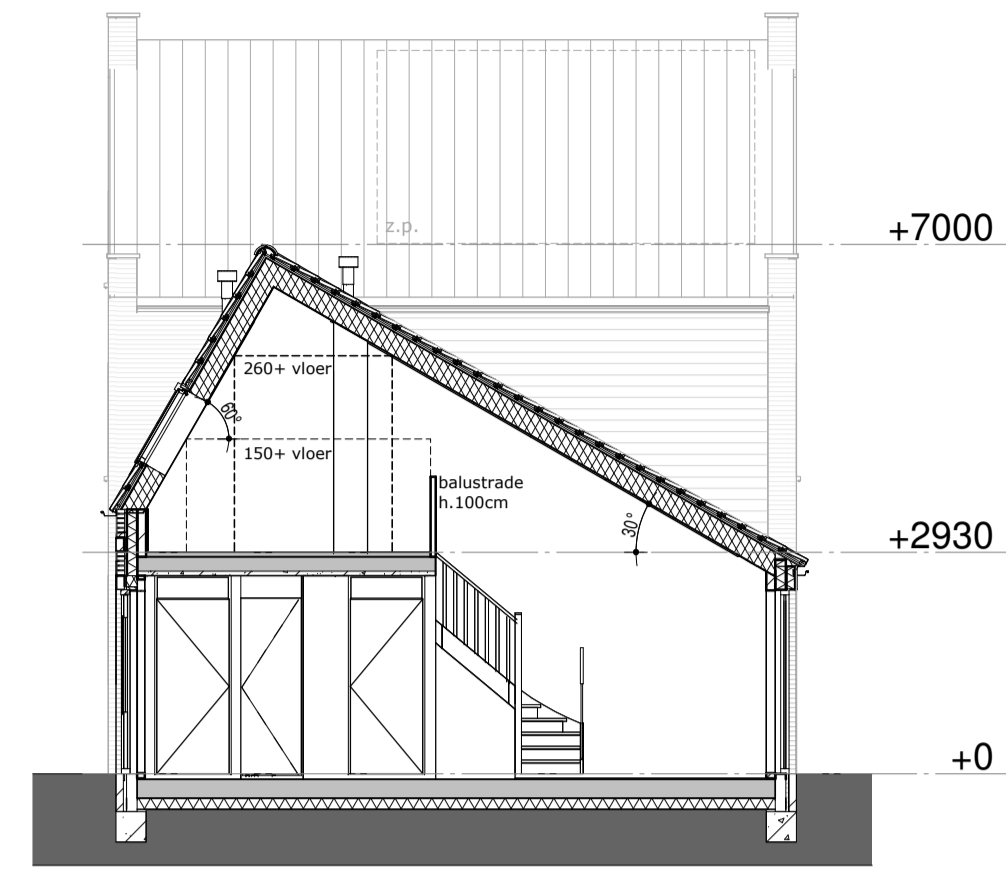 z.p.
+7000
260+ vloer
60°
150+ vloer
balustrade
h.100cm
30°
+2930
+0